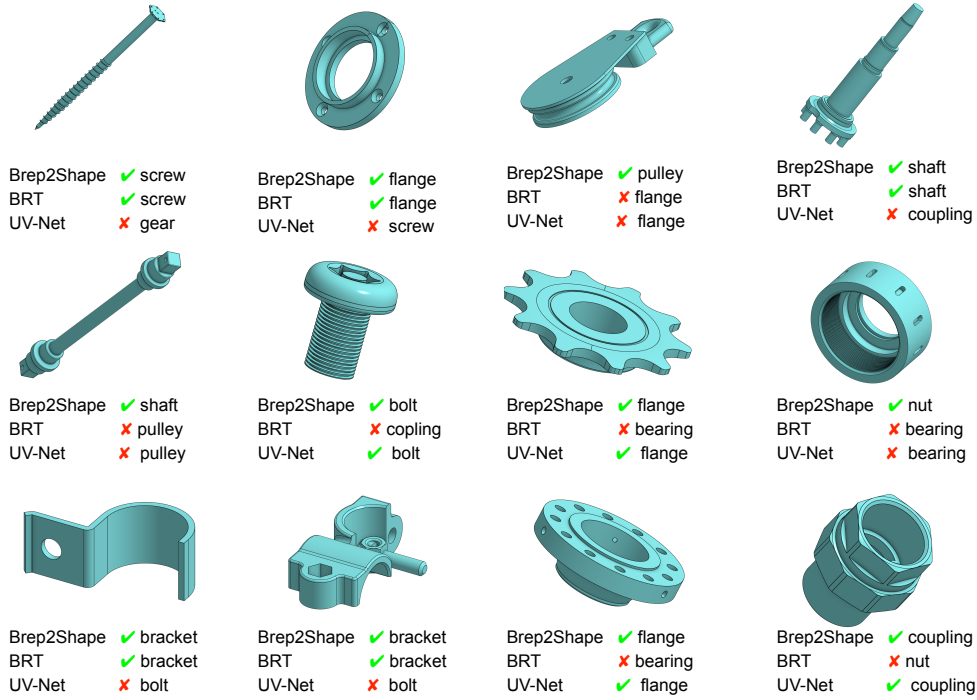 Brep2Shape ✔ screw
BRT ✔ screw
UV-Net ✘ gear
Brep2Shape ✔ flange
BRT ✔ flange
UV-Net ✘ screw
Brep2Shape ✔ pulley
BRT ✘ flange
UV-Net ✘ flange
Brep2Shape ✔ shaft
BRT ✔ shaft
UV-Net ✘ coupling
Brep2Shape ✔ shaft
BRT ✘ pulley
UV-Net ✘ pulley
Brep2Shape ✔ bolt
BRT ✘ copling
UV-Net ✔ bolt
Brep2Shape ✔ flange
BRT ✘ bearing
UV-Net ✔ flange
Brep2Shape ✔ nut
BRT ✘ bearing
UV-Net ✘ bearing
Brep2Shape ✔ bracket
BRT ✔ bracket
UV-Net ✘ bolt
Brep2Shape ✔ bracket
BRT ✔ bracket
UV-Net ✘ bolt
Brep2Shape ✔ flange
BRT ✘ bearing
UV-Net ✔ flange
Brep2Shape ✔ coupling
BRT ✘ nut
UV-Net ✔ coupling